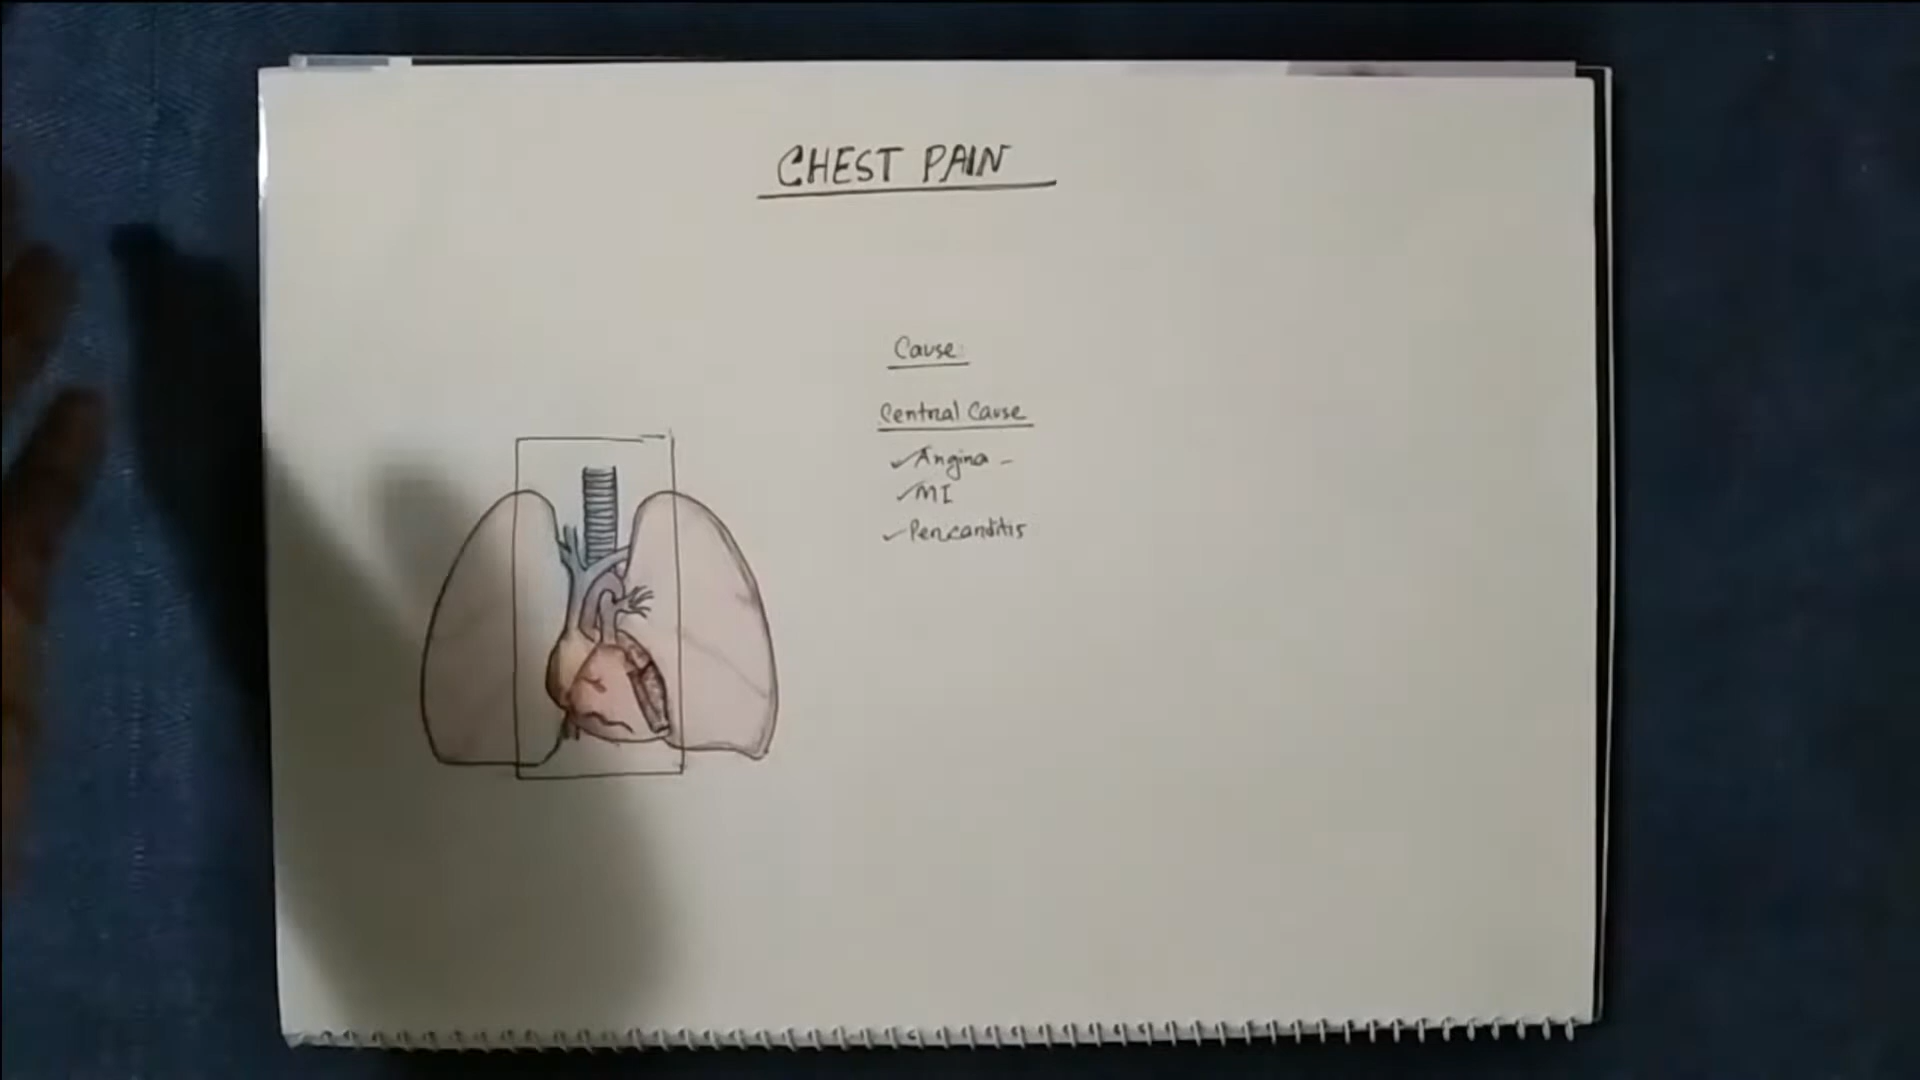 CHEST PAIN
Cause:
Central Cause
✓Angina -
✓MI
✓Pericarditis